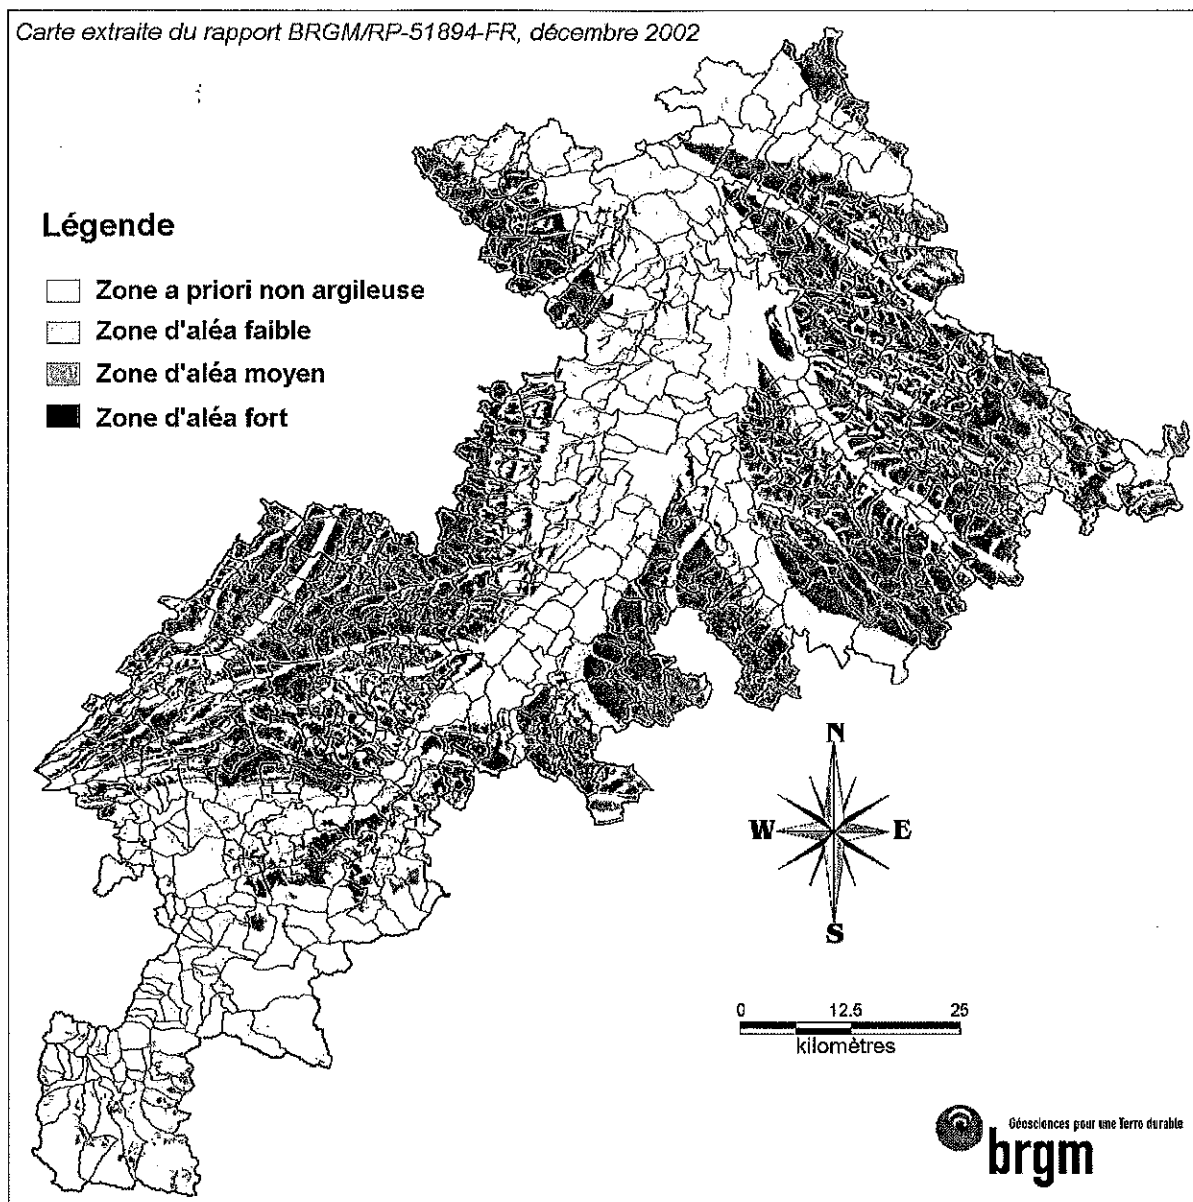 Carte extraite du rapport BRGM/RP-51894-FR, décembre 2002
Légende
Zone a priori non argileuse
Zone d'aléa faible
Zone d'aléa moyen
Zone d'aléa fort
N
W E
S
0 12.5 25
kilomètres
Géosciences pour une Terre durable
brgm